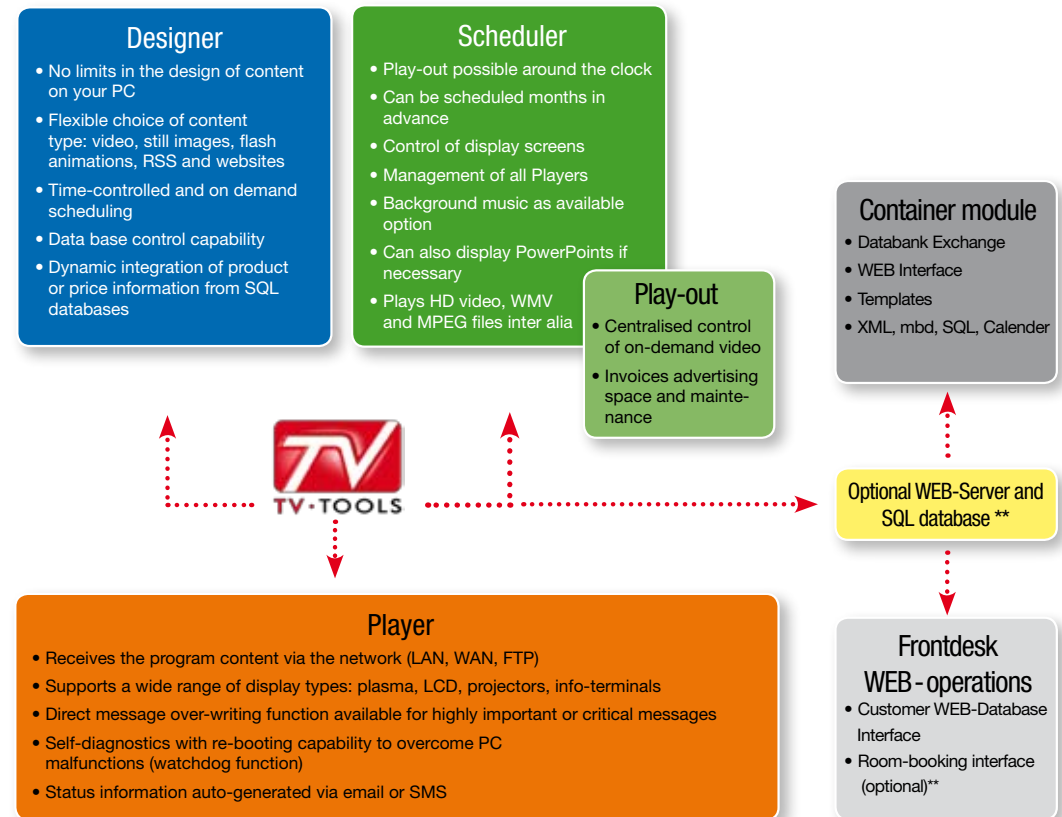 Designer
• No limits in the design of content
on your PC
• Flexible choice of content
type: video, still images, flash
animations, RSS and websites
• Time-controlled and on demand
scheduling
• Data base control capability
• Dynamic integration of product
or price information from SQL
databases
Scheduler
• Play-out possible around the clock
• Can be scheduled months in
advance
• Control of display screens
• Management of all Players
• Background music as available
option
• Can also display PowerPoints if
necessary
• Plays HD video, WMV
and MPEG files inter alia
Play-out
• Centralised control
of on-demand video
• Invoices advertising
space and mainte-
nance
Container module
• Databank Exchange
• WEB Interface
• Templates
• XML, mbd, SQL, Calender
TV
TV·TOOLS
Optional WEB-Server and
SQL database **
Player
• Receives the program content via the network (LAN, WAN, FTP)
• Supports a wide range of display types: plasma, LCD, projectors, info-terminals
• Direct message over-writing function available for highly important or critical messages
• Self-diagnostics with re-booting capability to overcome PC
malfunctions (watchdog function)
• Status information auto-generated via email or SMS
Frontdesk
WEB-operations
• Customer WEB-Database
Interface
• Room-booking interface
(optional)**